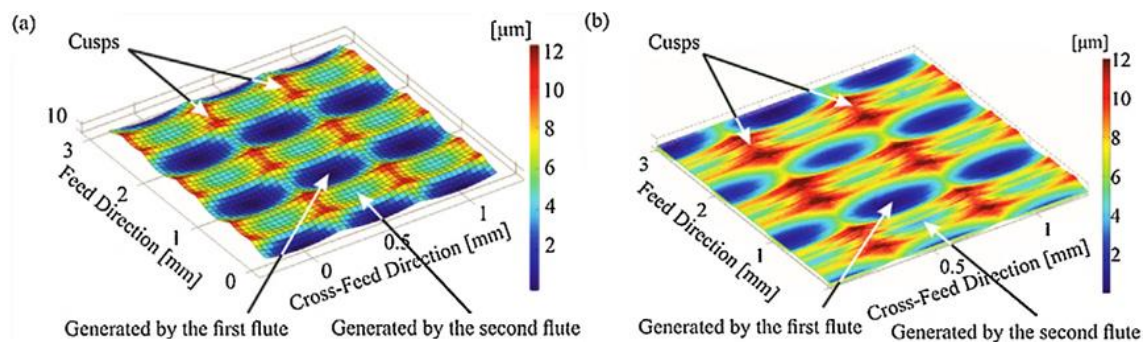 (a)
[μm]
Cusps
12
10
8
6
4
2
10
3
2
1
0
Feed Direction [mm]
0
0.5
1
Cross-Feed Direction [mm]
Generated by the first flute
Generated by the second flute
(b)
[μm]
Cusps
12
10
8
6
4
2
3
2
1
Feed Direction [mm]
0.5
1
Cross-Feed Direction [mm]
Generated by the first flute
Generated by the second flute